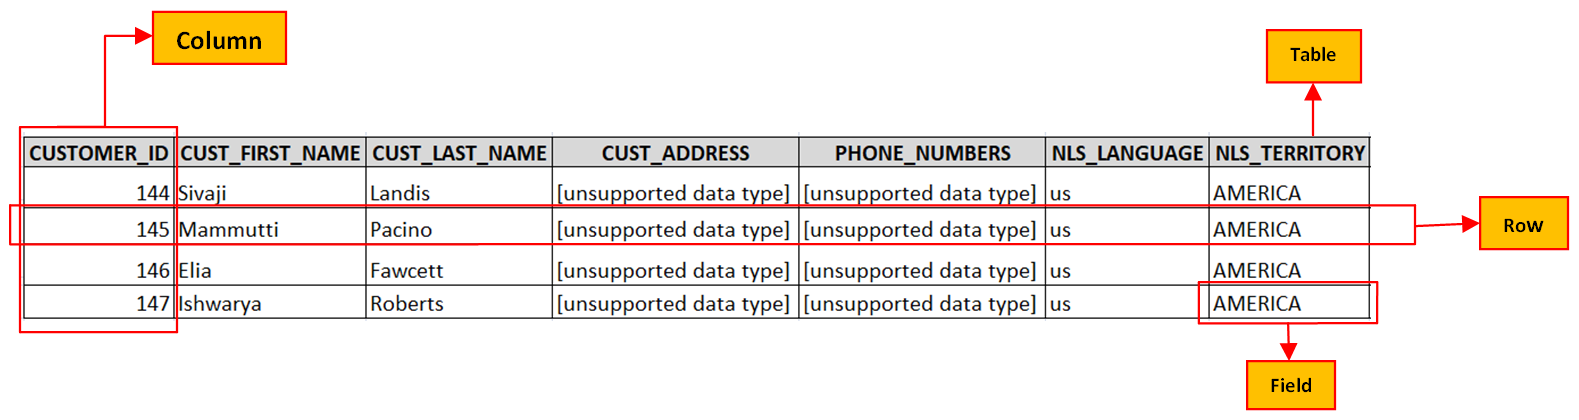 Column
Table
CUSTOMER_ID CUST_FIRST_NAME CUST_LAST_NAME CUST_ADDRESS PHONE_NUMBERS NLS_LANGUAGE NLS_TERRITORY
144 Sivaji Landis [unsupported data type] [unsupported data type] us AMERICA
145 Mammutti Pacino [unsupported data type] [unsupported data type] us AMERICA
Row
146 Elia Fawcett [unsupported data type] [unsupported data type] us AMERICA
147 Ishwarya Roberts [unsupported data type] [unsupported data type] us AMERICA
Field